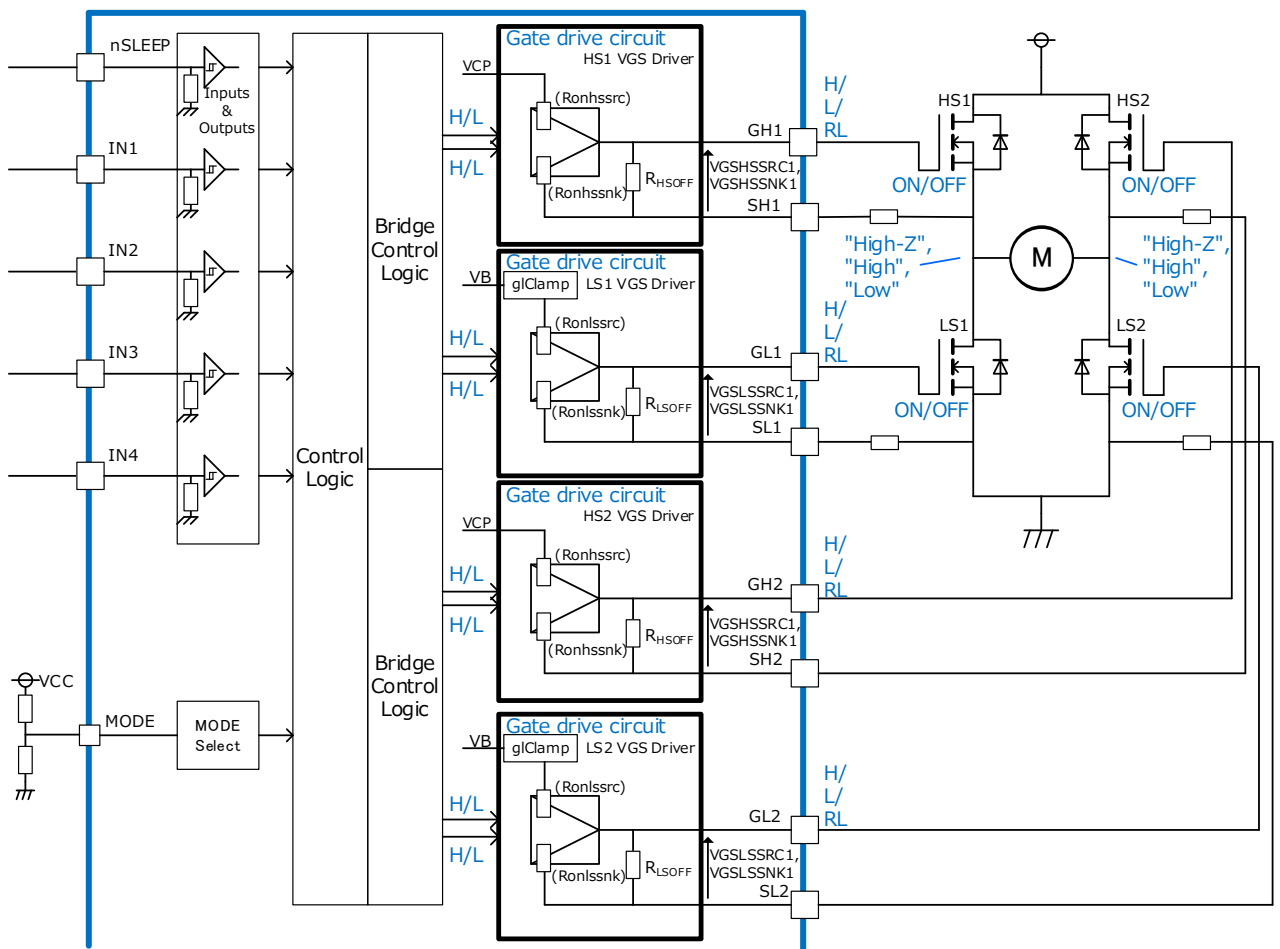 nSLEEP
Inputs
&
Outputs
IN1
IN2
IN3
IN4
VCC
MODE
MODE
Select
Control
Logic
Bridge
Control
Logic
Bridge
Control
Logic
H/L
H/L
H/L
H/L
H/L
H/L
H/L
H/L
Gate drive circuit
HS1 VGS Driver
VCP
(Ronhssrc)
(Ronhssnk)
RHSOFF
VGSHSSRC1,
VGSHSSNK1
GH1
SH1
H/
L/
RL
Gate drive circuit
LS1 VGS Driver
VB
glClamp
(Ronlssrc)
(Ronlssnk)
RLSOFF
VGSLSSRC1,
VGSLSSNK1
GL1
SL1
H/
L/
RL
Gate drive circuit
HS2 VGS Driver
VCP
(Ronhssrc)
(Ronhssnk)
RHSOFF
VGSHSSRC1,
VGSHSSNK1
GH2
SH2
H/
L/
RL
Gate drive circuit
LS2 VGS Driver
VB
glClamp
(Ronlssrc)
(Ronlssnk)
RLSOFF
VGSLSSRC1,
VGSLSSNK1
GL2
SL2
H/
L/
RL
HS1
HS2
ON/OFF
ON/OFF
"High-Z",
"High",
"Low"
M
"High-Z",
"High",
"Low"
LS1
LS2
ON/OFF
ON/OFF